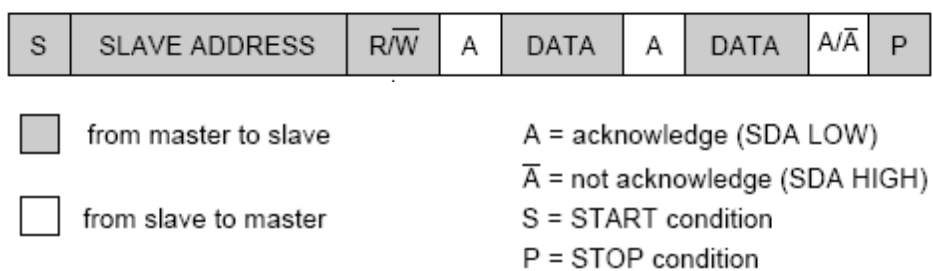 S SLAVE ADDRESS R/W̅ A DATA A DATA A/A̅ P
from master to slave
from slave to master
A = acknowledge (SDA LOW)
A̅ = not acknowledge (SDA HIGH)
S = START condition
P = STOP condition